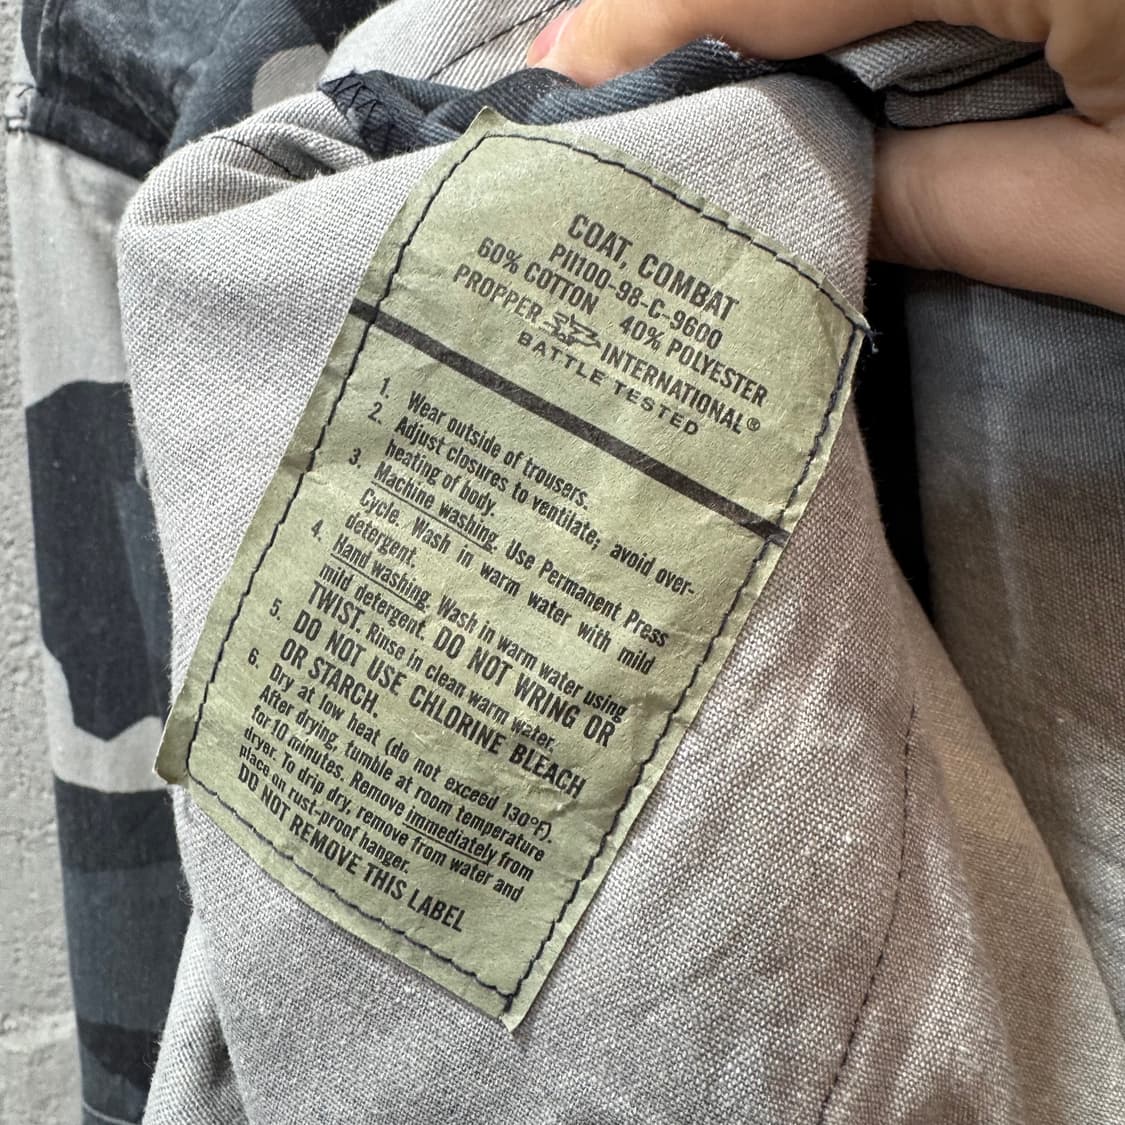 COAT, COMBAT
PI1100-98-C-9600
60% COTTON 40% POLYESTER
PROPPER INTERNATIONAL®
BATTLE TESTED
1. Wear outside of trousers.
2. Adjust closures to ventilate; avoid over-
heating of body.
3. Machine washing. Use Permanent Press
Cycle. Wash in warm water with mild
detergent.
4. Hand washing. Wash in warm water using
mild detergent. DO NOT WRING OR
TWIST. Rinse in clean warm water.
5. DO NOT USE CHLORINE BLEACH
OR STARCH.
6. Dry at low heat (do not exceed 130°F).
After drying, tumble at room temperature
for 10 minutes. Remove immediately from
dryer. To drip dry, remove from water and
place on rust-proof hanger.
DO NOT REMOVE THIS LABEL